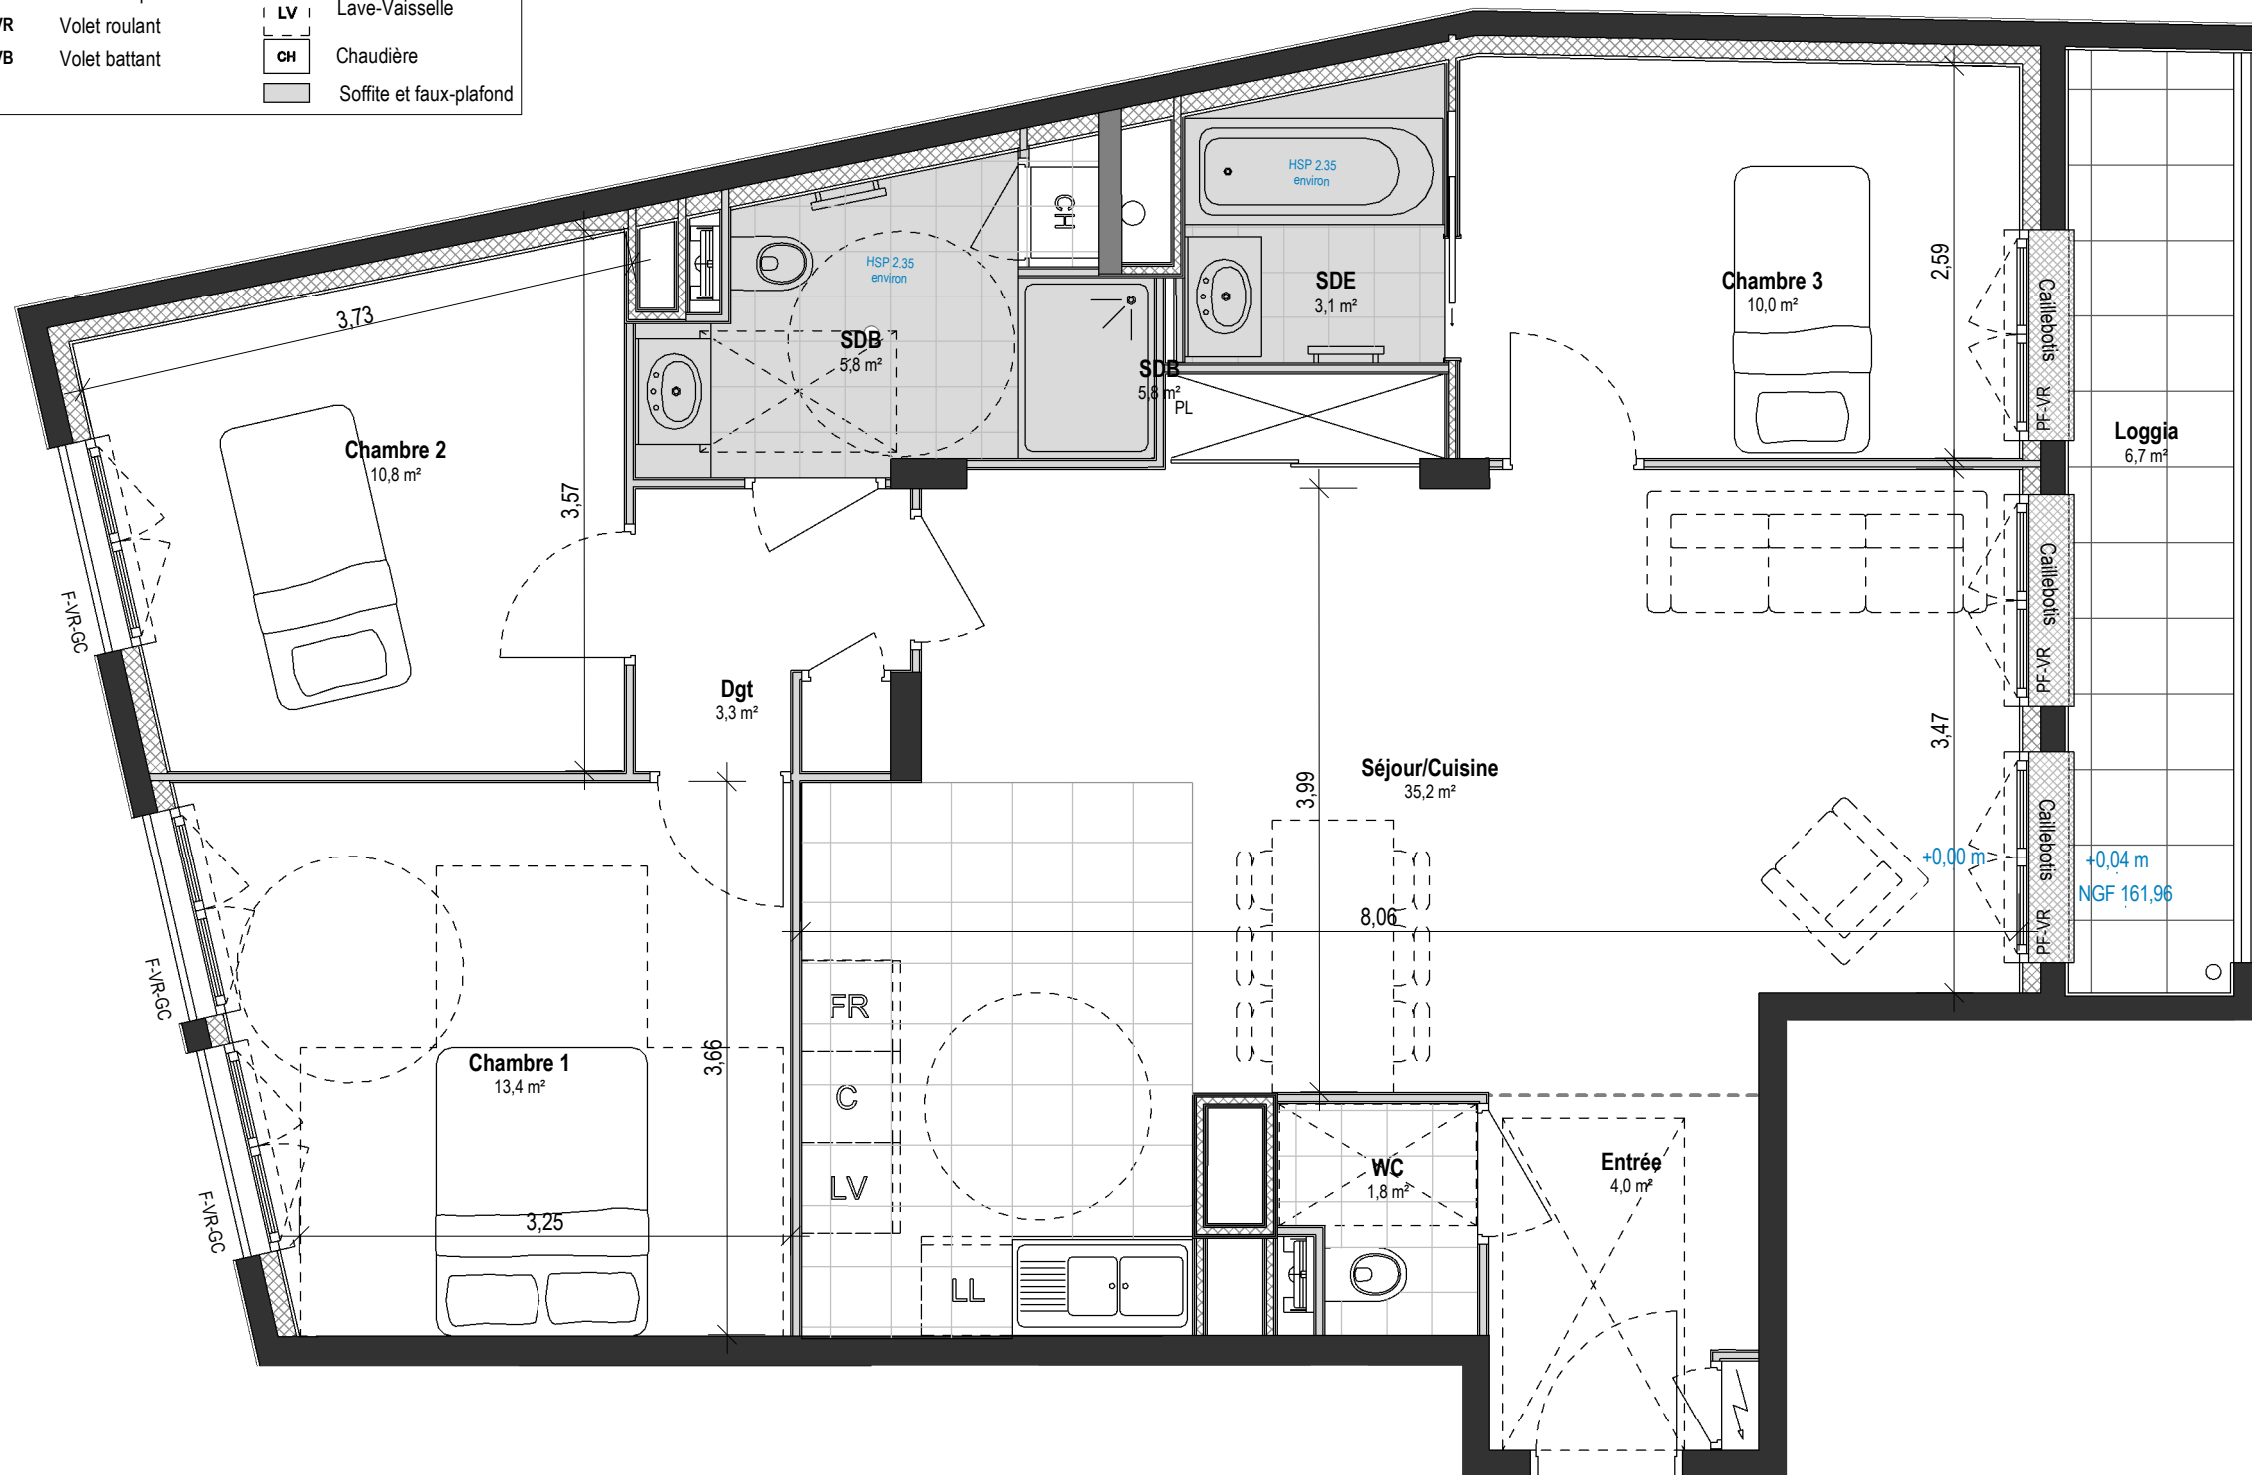 VR Volet roulant
VB Volet battant
LV Lave-Vaisselle
CH Chaudière
Soffite et faux-plafond
HSP 2.35
environ
CH
HSP 2.35
environ
SDE
3,1 m²
Chambre 3
10,0 m²
2,59
Caillebotis
PF-VR
3,73
SDB
5,8 m²
SDB
5,8 m²
PL
Chambre 2
10,8 m²
3,57
Loggia
6,7 m²
F-VR-GC
Caillebotis
PF-VR
Dgt
3,3 m²
3,47
Séjour/Cuisine
35,2 m²
3,99
Caillebotis
PF-VR
+0,00 m
+0,04 m
NGF 161,96
8,06
F-VR-GC
FR
3,66
Chambre 1
13,4 m²
C
LV
WC
1,8 m²
Entrée
4,0 m²
F-VR-GC
3,25
LL